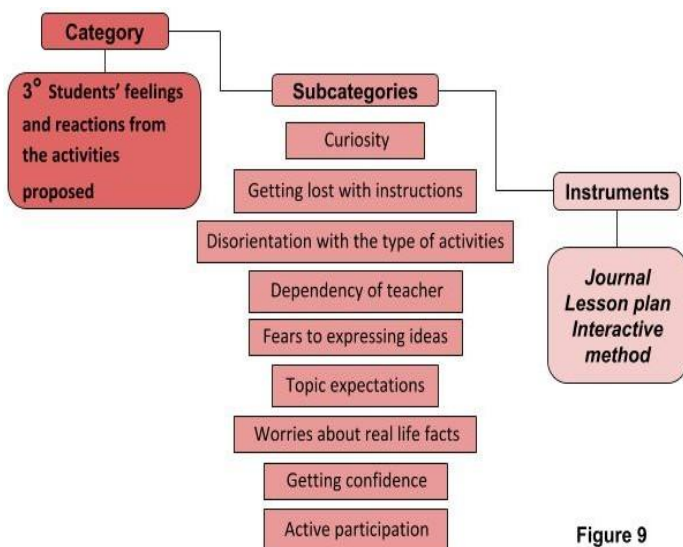 Category
3° Students' feelings
and reactions from
the activities
proposed
Subcategories
Curiosity
Getting lost with instructions
Disorientation with the type of activities
Dependency of teacher
Fears to expressing ideas
Topic expectations
Worries about real life facts
Getting confidence
Active participation
Instruments
Journal
Lesson plan
Interactive
method
Figure 9